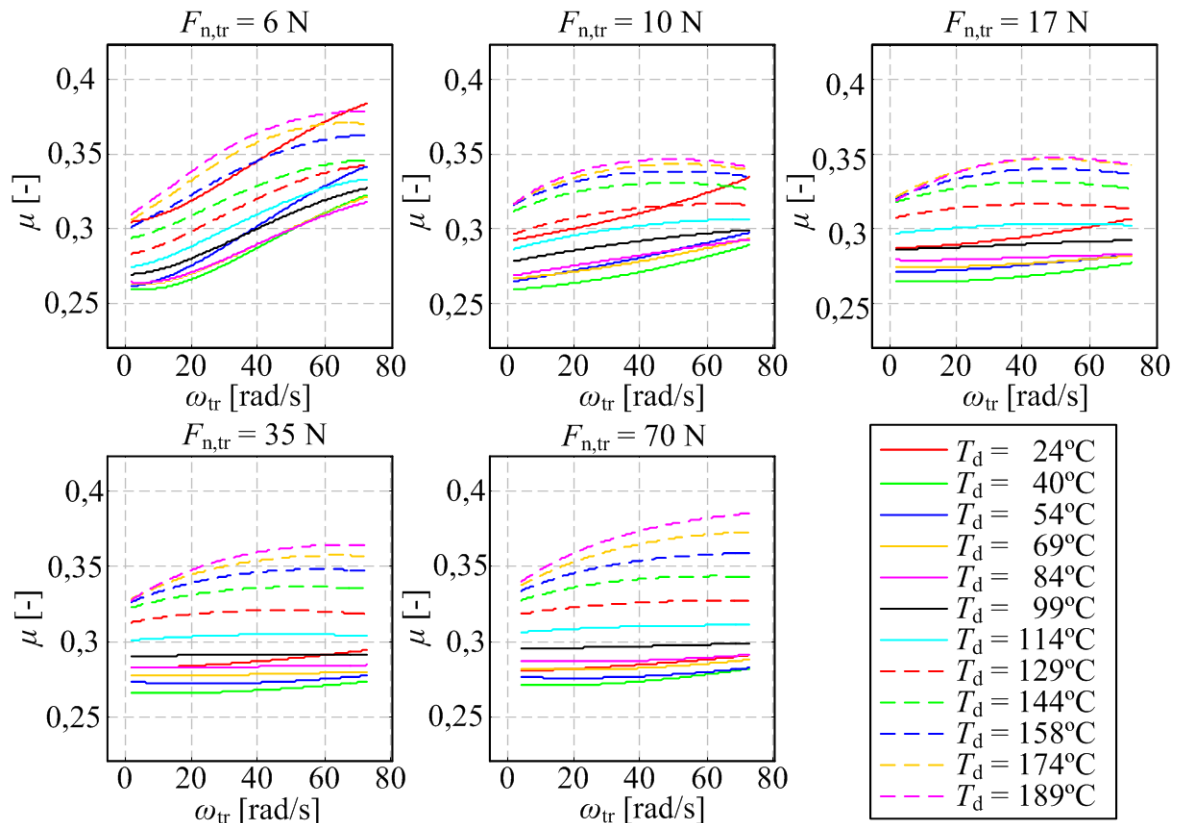 Fn,tr = 6 N
Fn,tr = 10 N
Fn,tr = 17 N
μ [-]
0,4
0,35
0,3
0,25
0 20 40 60 80
ωtr [rad/s]
μ [-]
0,4
0,35
0,3
0,25
0 20 40 60 80
ωtr [rad/s]
μ [-]
0,4
0,35
0,3
0,25
0 20 40 60 80
ωtr [rad/s]
Fn,tr = 35 N
Fn,tr = 70 N
μ [-]
0,4
0,35
0,3
0,25
0 20 40 60 80
ωtr [rad/s]
μ [-]
0,4
0,35
0,3
0,25
0 20 40 60 80
ωtr [rad/s]
Td = 24ºC
Td = 40ºC
Td = 54ºC
Td = 69ºC
Td = 84ºC
Td = 99ºC
Td = 114ºC
Td = 129ºC
Td = 144ºC
Td = 158ºC
Td = 174ºC
Td = 189ºC